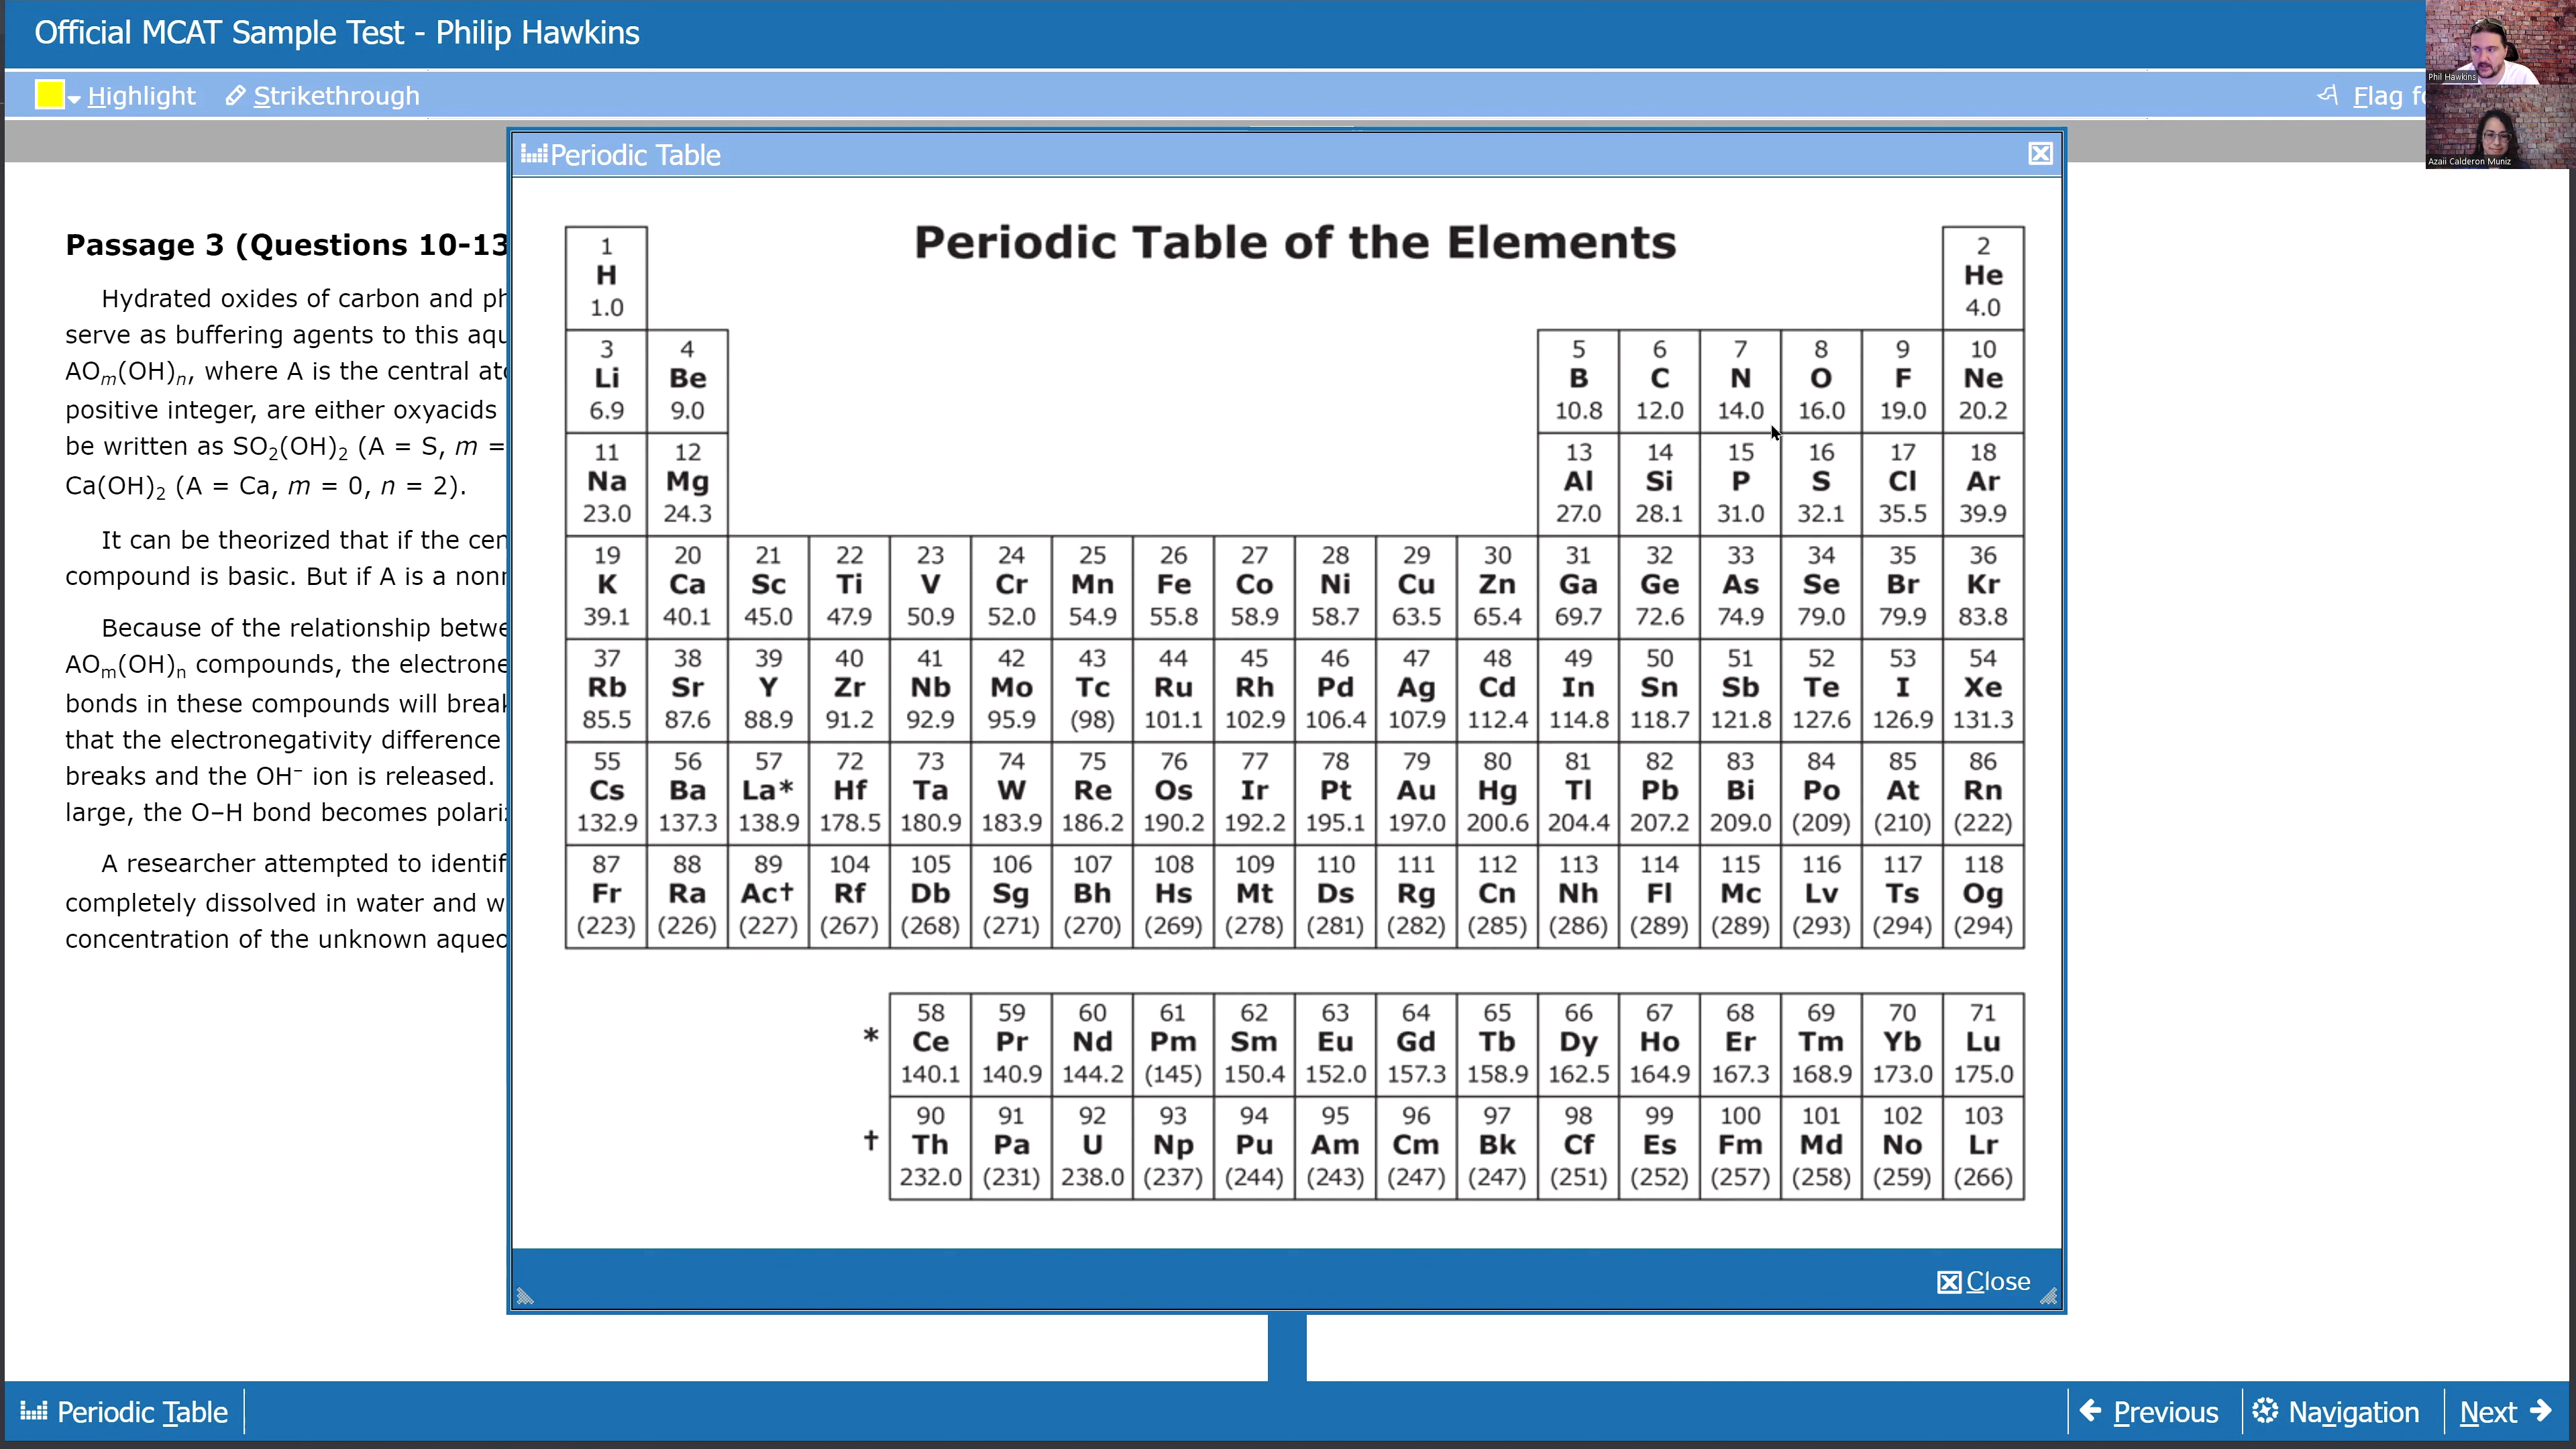 Official MCAT Sample Test - Philip Hawkins
Highlight Strikethrough
Flag
Phil Hawkins
Azaii Calderon Muniz
Passage 3 (Questions 10-13
Hydrated oxides of carbon and
serve as buffering agents to this
AOm(OH)n, where A is the central
positive integer, are either oxyacids
be written as SO2(OH)2 (A = S, m =
Ca(OH)2 (A = Ca, m = 0, n = 2).
It can be theorized that if the
compound is basic. But if A is a
Because of the relationship
AOm(OH)n compounds, the
bonds in these compounds will
that the electronegativity difference
breaks and the OH⁻ ion is released.
large, the O–H bond becomes
A researcher attempted to
completely dissolved in water and
concentration of the unknown
Periodic Table
Periodic Table of the Elements
1 2
H He
1.0 4.0
3 4 5 6 7 8 9 10
Li Be B C N O F Ne
6.9 9.0 10.8 12.0 14.0 16.0 19.0 20.2
11 12 13 14 15 16 17 18
Na Mg Al Si P S Cl Ar
23.0 24.3 27.0 28.1 31.0 32.1 35.5 39.9
19 20 21 22 23 24 25 26 27 28 29 30 31 32 33 34 35 36
K Ca Sc Ti V Cr Mn Fe Co Ni Cu Zn Ga Ge As Se Br Kr
39.1 40.1 45.0 47.9 50.9 52.0 54.9 55.8 58.9 58.7 63.5 65.4 69.7 72.6 74.9 79.0 79.9 83.8
37 38 39 40 41 42 43 44 45 46 47 48 49 50 51 52 53 54
Rb Sr Y Zr Nb Mo Tc Ru Rh Pd Ag Cd In Sn Sb Te I Xe
85.5 87.6 88.9 91.2 92.9 95.9 (98) 101.1 102.9 106.4 107.9 112.4 114.8 118.7 121.8 127.6 126.9 131.3
55 56 57 72 73 74 75 76 77 78 79 80 81 82 83 84 85 86
Cs Ba La* Hf Ta W Re Os Ir Pt Au Hg Tl Pb Bi Po At Rn
132.9 137.3 138.9 178.5 180.9 183.9 186.2 190.2 192.2 195.1 197.0 200.6 204.4 207.2 209.0 (209) (210) (222)
87 88 89 104 105 106 107 108 109 110 111 112 113 114 115 116 117 118
Fr Ra Ac† Rf Db Sg Bh Hs Mt Ds Rg Cn Nh Fl Mc Lv Ts Og
(223) (226) (227) (267) (268) (271) (270) (269) (278) (281) (282) (285) (286) (289) (289) (293) (294) (294)
58 59 60 61 62 63 64 65 66 67 68 69 70 71
* Ce Pr Nd Pm Sm Eu Gd Tb Dy Ho Er Tm Yb Lu
140.1 140.9 144.2 (145) 150.4 152.0 157.3 158.9 162.5 164.9 167.3 168.9 173.0 175.0
90 91 92 93 94 95 96 97 98 99 100 101 102 103
† Th Pa U Np Pu Am Cm Bk Cf Es Fm Md No Lr
232.0 (231) 238.0 (237) (244) (243) (247) (247) (251) (252) (257) (258) (259) (266)
Close
Periodic Table
Previous Navigation Next